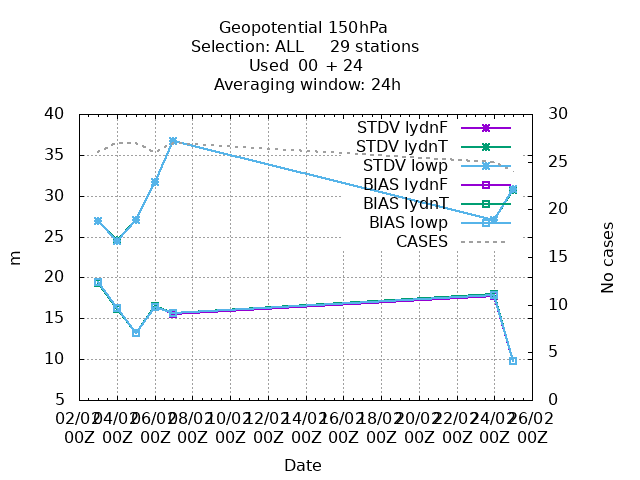 Geopotential 150hPa
Selection: ALL     29 stations
Used  00 + 24
Averaging window: 24h
40
35
30
25
20
15
10
5
m
30
25
20
15
10
5
0
No cases
STDV IydnF
STDV IydnT
STDV lowp
BIAS IydnF
BIAS IydnT
BIAS lowp
CASES
02/02 04/02 06/02 08/02 10/02 12/02 14/02 16/02 18/02 20/02 22/02 24/02 26/02
00Z 00Z 00Z 00Z 00Z 00Z 00Z 00Z 00Z 00Z 00Z 00Z 00Z
Date